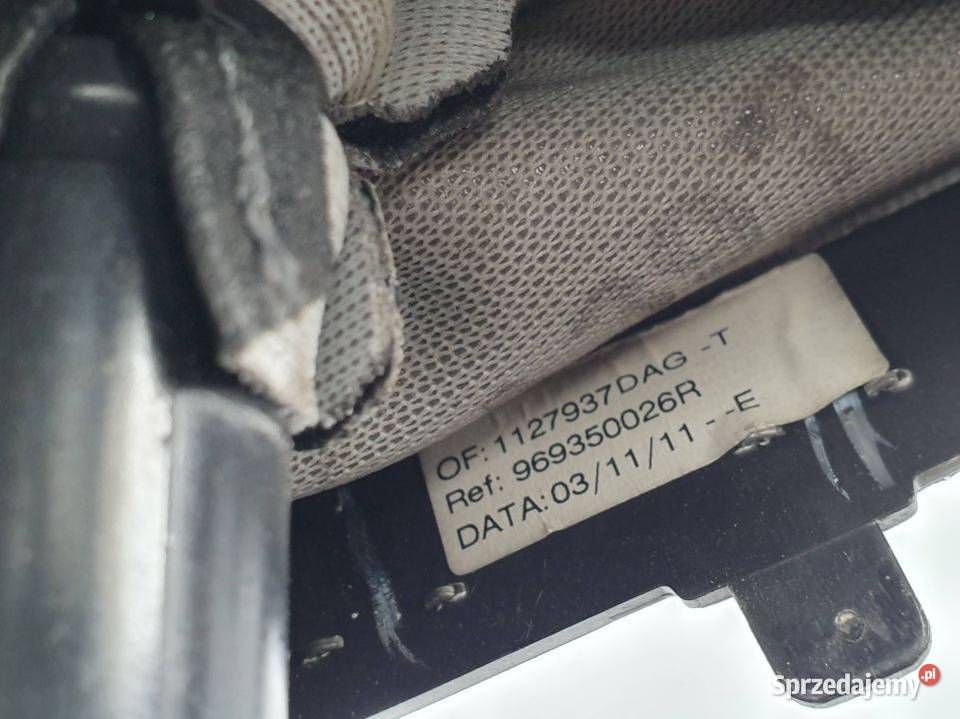 OF: 1127937DAG -T
Ref: 969350026R
DATA: 03/11/11 - -E
Sprzedajemy.pl